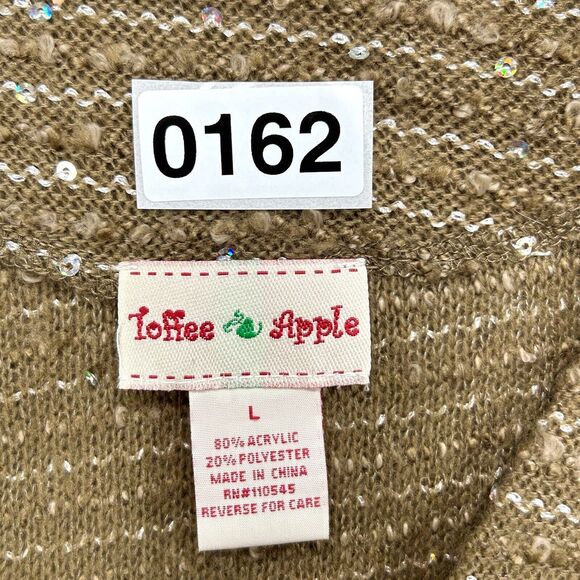 0162
Toffee Apple
L
80% ACRYLIC
20% POLYESTER
MADE IN CHINA
RN#110545
REVERSE FOR CARE